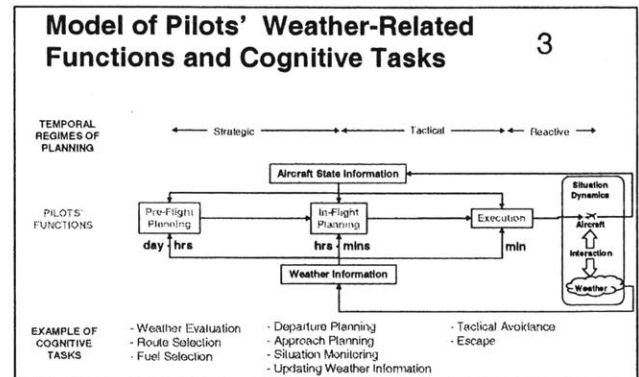 Model of Pilots' Weather-Related
Functions and Cognitive Tasks
3
TEMPORAL
REGIMES OF
PLANNING
Strategic
Tactical
Reactive
Aircraft State Information
PILOTS'
FUNCTIONS
Pre-Flight
Planning
In-Flight
Planning
Execution
Situation
Dynamics
Aircraft
Interaction
Weather
day - hrs
hrs - mins
min
Weather Information
EXAMPLE OF
COGNITIVE
TASKS
- Weather Evaluation
- Route Selection
- Fuel Selection
- Departure Planning
- Approach Planning
- Situation Monitoring
- Updating Weather Information
- Tactical Avoidance
- Escape